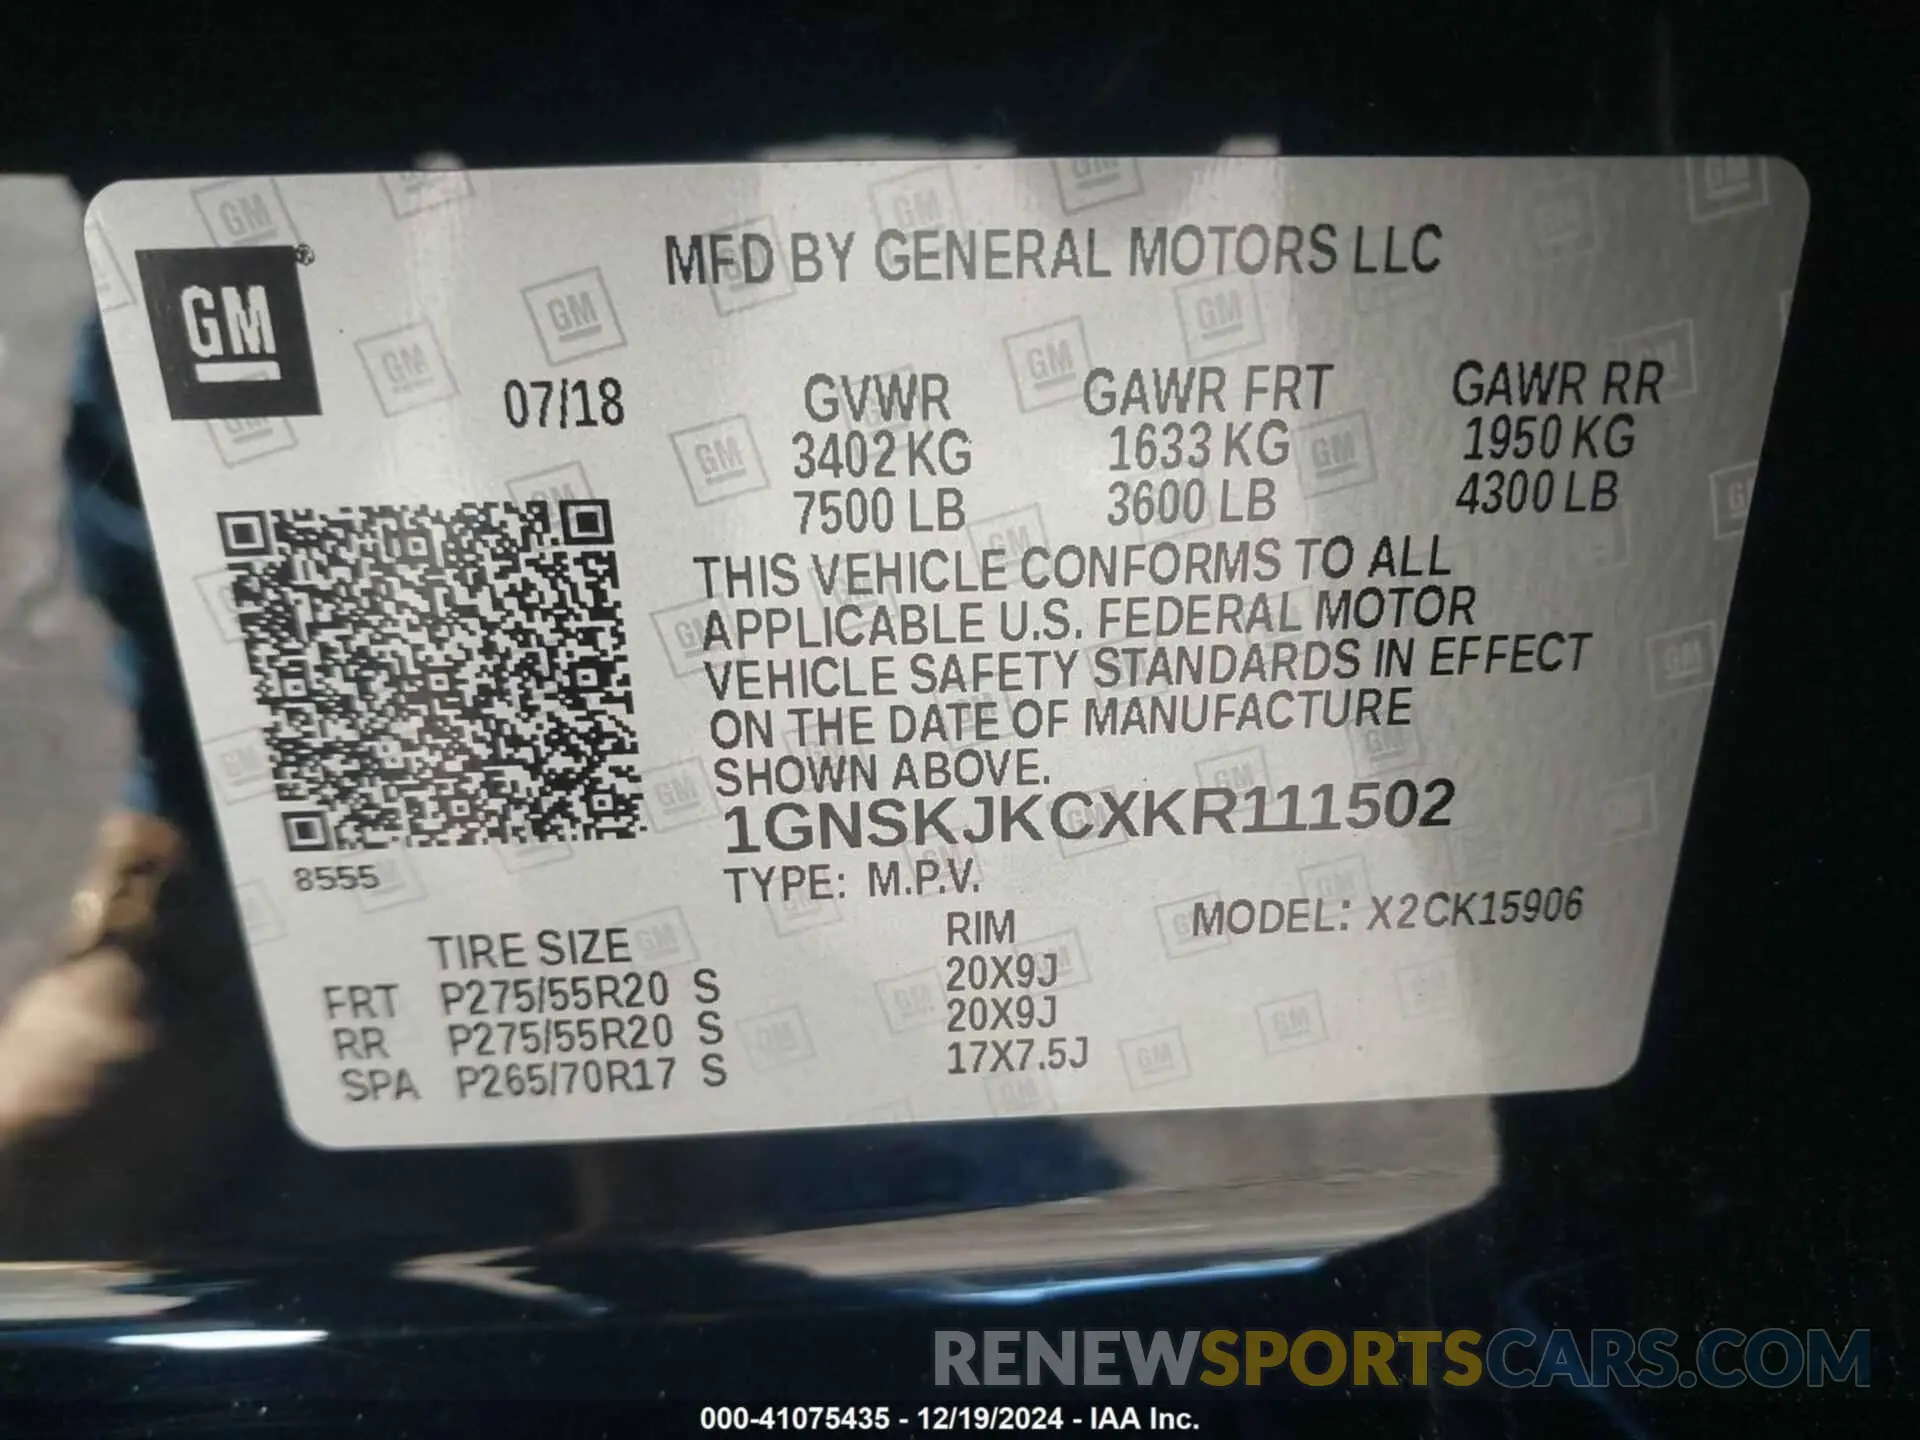 MFD BY GENERAL MOTORS LLC
GM®
07/18
GVWR GAWR FRT GAWR RR
3402 KG 1633 KG 1950 KG
7500 LB 3600 LB 4300 LB
THIS VEHICLE CONFORMS TO ALL
APPLICABLE U.S. FEDERAL MOTOR
VEHICLE SAFETY STANDARDS IN EFFECT
ON THE DATE OF MANUFACTURE
SHOWN ABOVE.
1GNSKJKCXKR111502
8555
TYPE: M.P.V. MODEL: X2CK15906
TIRE SIZE RIM
FRT P275/55R20 S 20X9J
RR P275/55R20 S 20X9J
SPA P265/70R17 S 17X7.5J
RENEWSPORTSCARS.COM
000-41075435 - 12/19/2024 - IAA Inc.